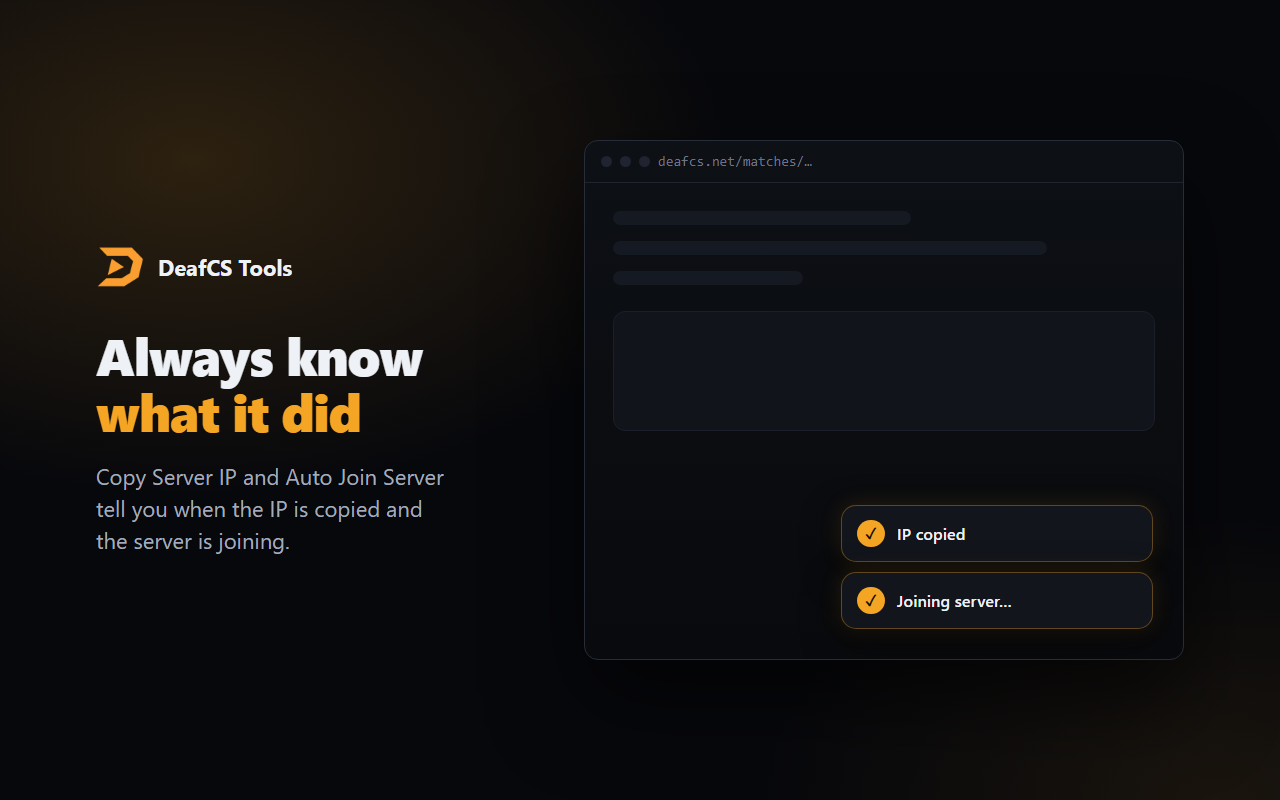 DeafCS Tools
Always know
what it did
Copy Server IP and Auto Join Server
tell you when the IP is copied and
the server is joining.
deafcs.net/matches/…
IP copied
Joining server…